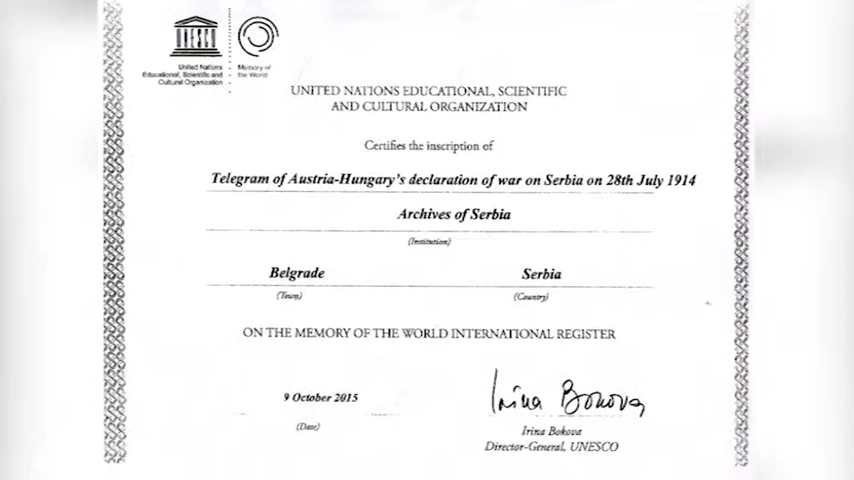 UNESCO
United Nations
Educational, Scientific and
Cultural Organization
Memory of
the World
UNITED NATIONS EDUCATIONAL, SCIENTIFIC
AND CULTURAL ORGANIZATION
Certifies the inscription of
Telegram of Austria-Hungary's declaration of war on Serbia on 28th July 1914
Archives of Serbia
(Institution)
Belgrade Serbia
(Town) (Country)
ON THE MEMORY OF THE WORLD INTERNATIONAL REGISTER
9 October 2015
(Date)
Irina Bokova
Irina Bokova
Director-General, UNESCO